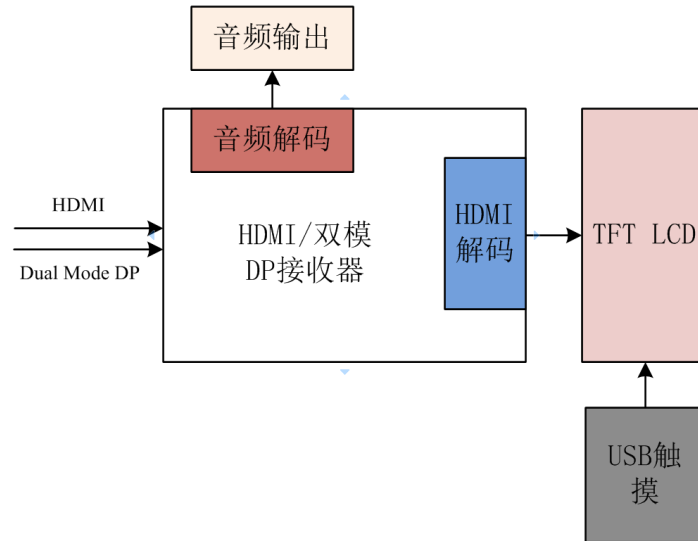 音频输出
音频解码
HDMI
Dual Mode DP
HDMI/双模
DP接收器
HDMI
解码
TFT LCD
USB触
摸